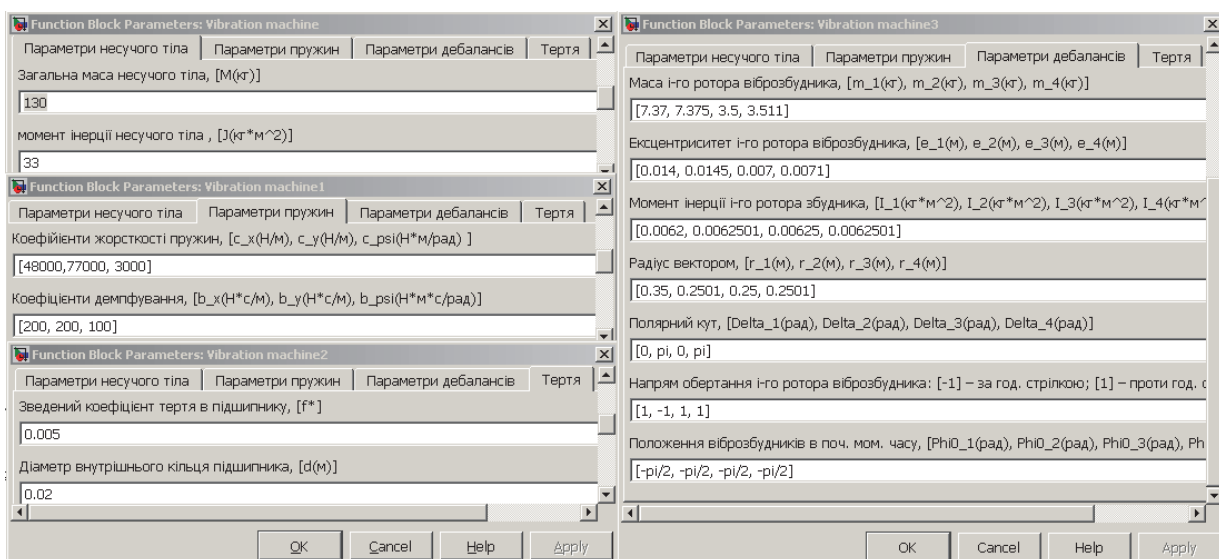 Function Block Parameters: Vibration machine
Параметри несучого тіла Параметри пружин Параметри дебалансів Тертя
Загальна маса несучого тіла, [M(кг)]
130
момент інерції несучого тіла , [J(кг*м^2)]
33
Function Block Parameters: Vibration machine1
Параметри несучого тіла Параметри пружин Параметри дебалансів Тертя
Коефійієнти жорсткості пружин, [c_x(Н/м), c_y(Н/м), c_psi(Н*м/рад) ]
[48000,77000, 3000]
Коефіцієнти демпфування, [b_x(Н*с/м), b_y(Н*с/м), b_psi(Н*м*с/рад)]
[200, 200, 100]
Function Block Parameters: Vibration machine2
Параметри несучого тіла Параметри пружин Параметри дебалансів Тертя
Зведений коефіцієнт тертя в підшипнику, [f*]
0.005
Діаметр внутрішнього кільця підшипника, [d(м)]
0.02
OK Cancel Help Apply
Function Block Parameters: Vibration machine3
Параметри несучого тіла Параметри пружин Параметри дебалансів Тертя
Маса i-го ротора віброзбудника, [m_1(кг), m_2(кг), m_3(кг), m_4(кг)]
[7.37, 7.375, 3.5, 3.511]
Ексцентриситет i-го ротора віброзбудника, [e_1(м), e_2(м), e_3(м), e_4(м)]
[0.014, 0.0145, 0.007, 0.0071]
Момент інерції i-го ротора збудника, [I_1(кг*м^2), I_2(кг*м^2), I_3(кг*м^2), I_4(кг*м^
[0.0062, 0.0062501, 0.00625, 0.0062501]
Радіус вектором, [r_1(м), r_2(м), r_3(м), r_4(м)]
[0.35, 0.2501, 0.25, 0.2501]
Полярний кут, [Delta_1(рад), Delta_2(рад), Delta_3(рад), Delta_4(рад)]
[0, pi, 0, pi]
Напрям обертання i-го ротора віброзбудника: [-1] – за год. стрілкою; [1] – проти год.
[1, -1, 1, 1]
Положення віброзбудників в поч. мом. часу, [Phi0_1(рад), Phi0_2(рад), Phi0_3(рад), Ph
[-pi/2, -pi/2, -pi/2, -pi/2]
OK Cancel Help Apply